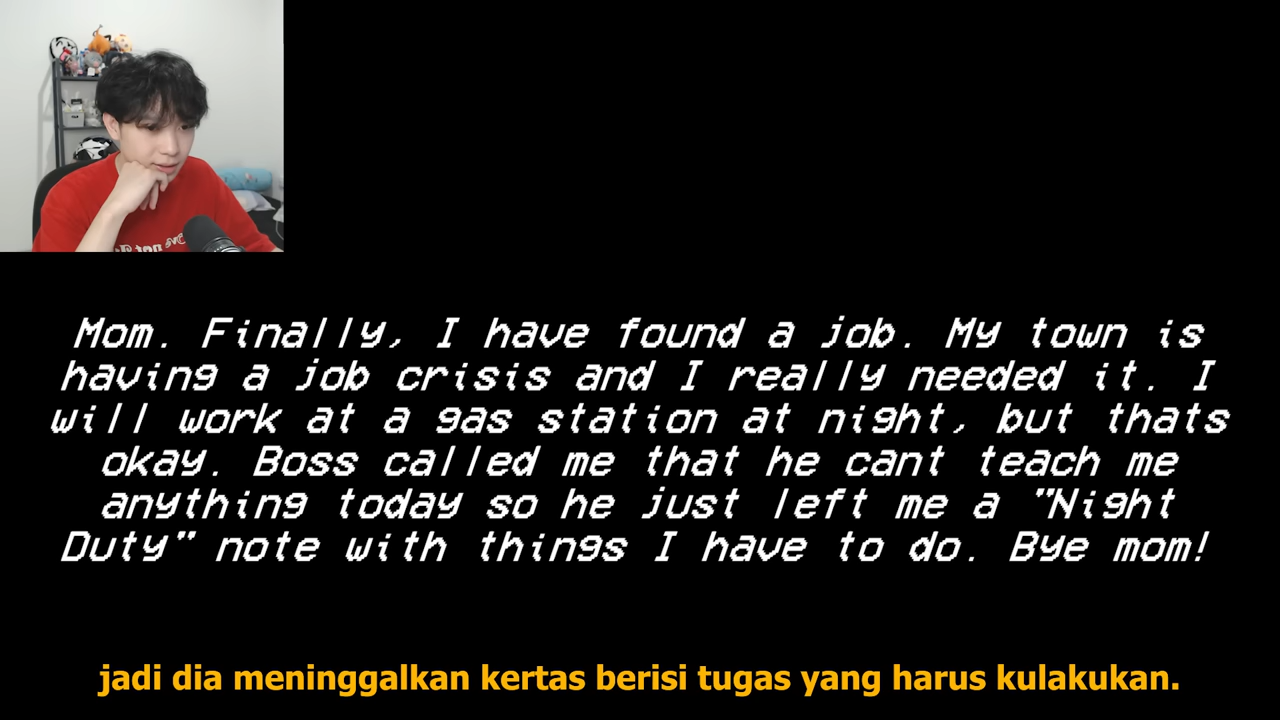 Mom. Finally, I have found a job. My town is
having a job crisis and I really needed it. I
will work at a gas station at night, but thats
okay. Boss called me that he cant teach me
anything today so he just left me a "Night
Duty" note with things I have to do. Bye mom!
jadi dia meninggalkan kertas berisi tugas yang harus kulakukan.